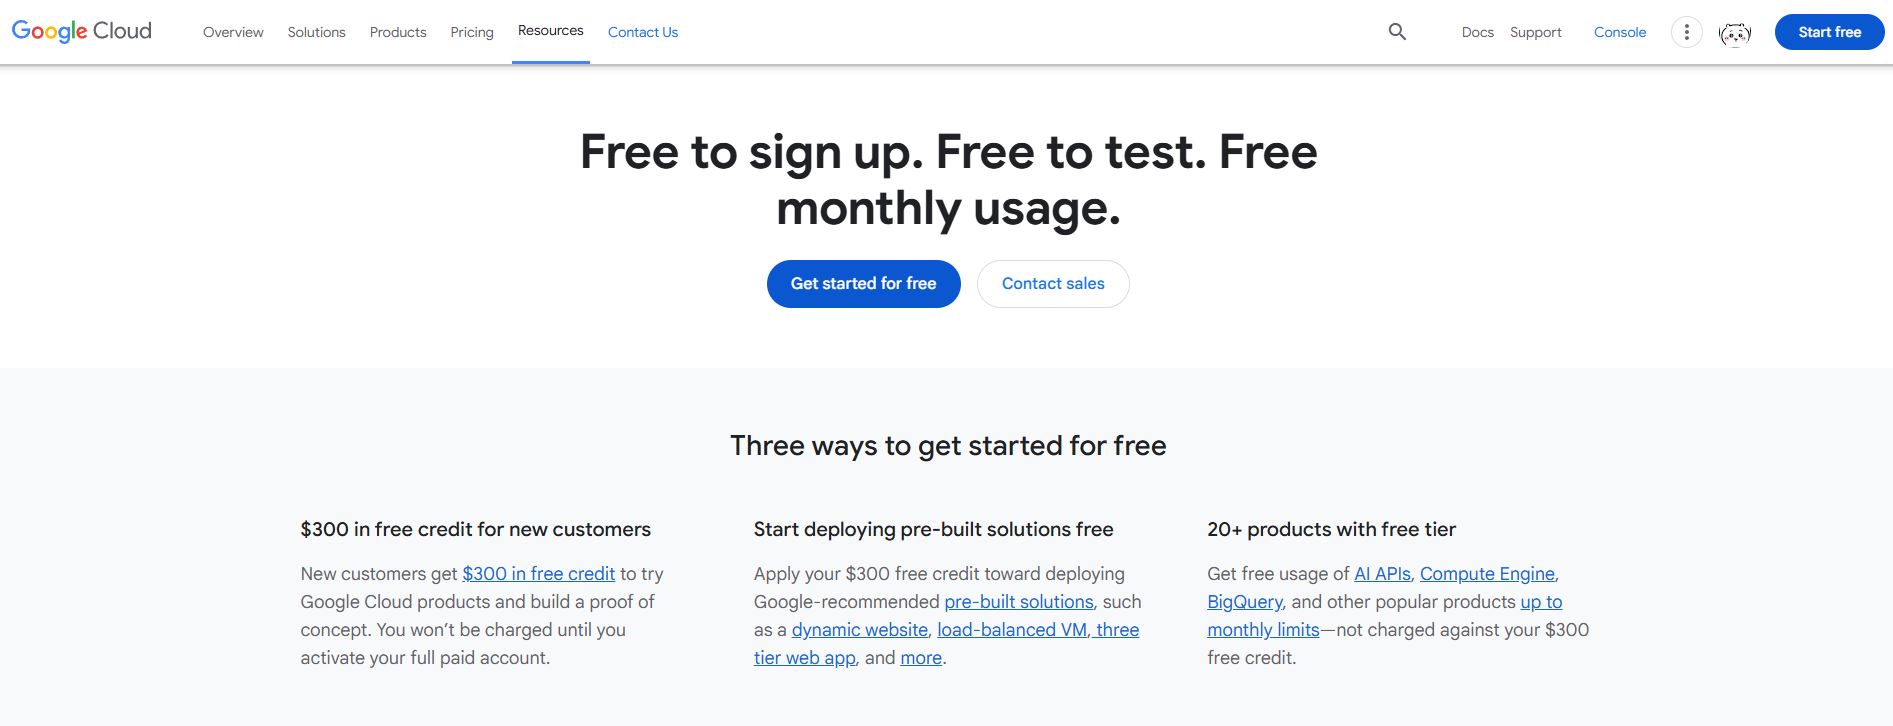 Google Cloud
Overview
Solutions
Products
Pricing
Resources
Contact Us
Docs
Support
Console
Start free
Free to sign up. Free to test. Free
monthly usage.
Get started for free
Contact sales
Three ways to get started for free
$300 in free credit for new customers
New customers get $300 in free credit to try
Google Cloud products and build a proof of
concept. You won’t be charged until you
activate your full paid account.
Start deploying pre-built solutions free
Apply your $300 free credit toward deploying
Google-recommended pre-built solutions, such
as a dynamic website, load-balanced VM, three
tier web app, and more.
20+ products with free tier
Get free usage of AI APIs, Compute Engine,
BigQuery, and other popular products up to
monthly limits—not charged against your $300
free credit.